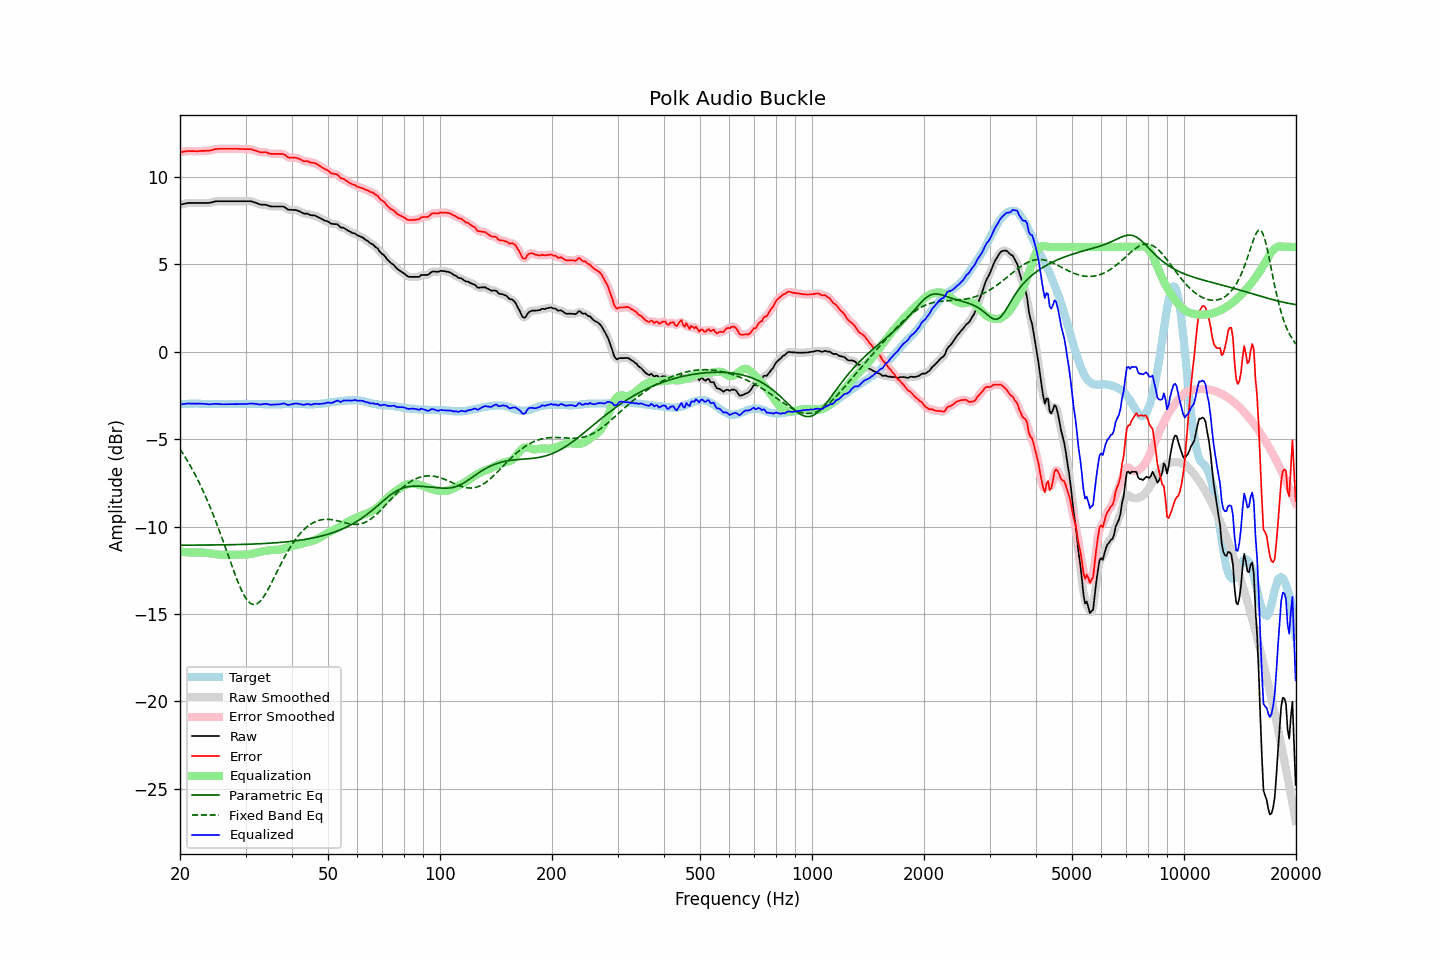 Polk Audio Buckle
Amplitude (dBr)
10
5
0
−5
−10
−15
−20
−25
Target
Raw Smoothed
Error Smoothed
Raw
Error
Equalization
Parametric Eq
Fixed Band Eq
Equalized
20 50 100 200 500 1000 2000 5000 10000 20000
Frequency (Hz)